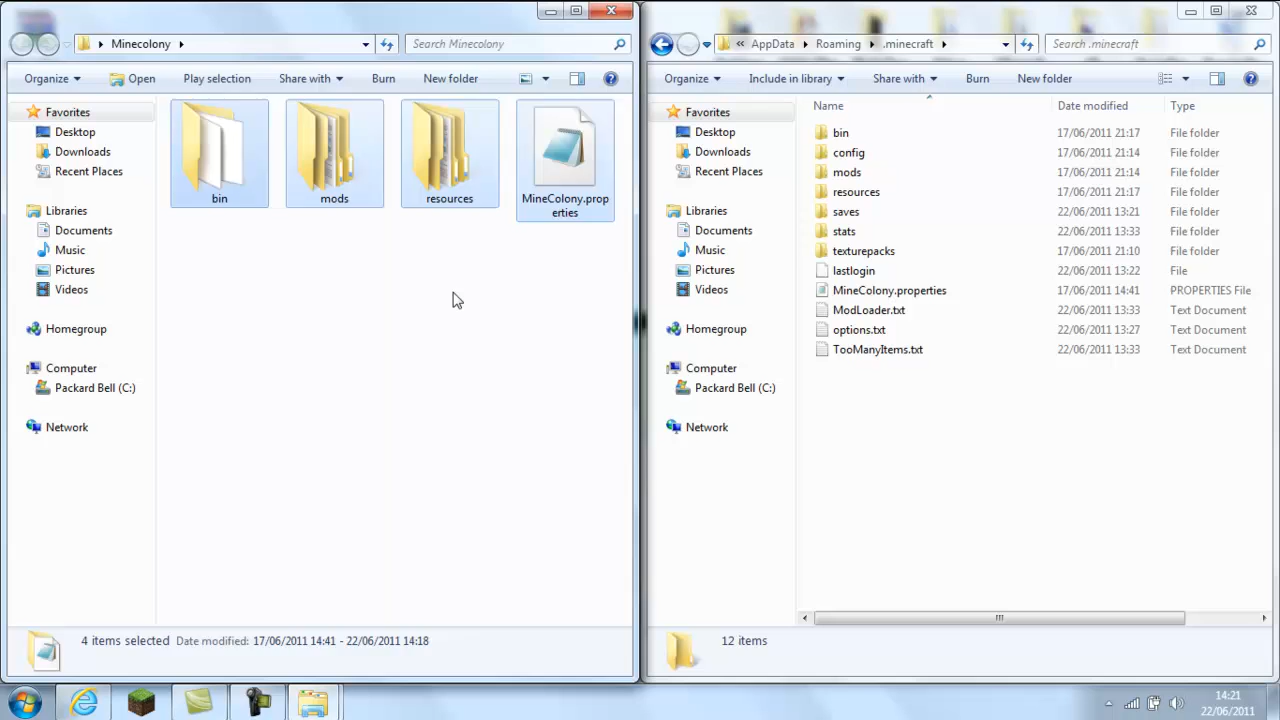 Minecolony
Search Minecolony
Organize
Open
Play selection
Share with
Burn
New folder
Favorites
Desktop
Downloads
Recent Places
Libraries
Documents
Music
Pictures
Videos
Homegroup
Computer
Packard Bell (C:)
Network
bin
mods
resources
MineColony.prop
erties
4 items selected Date modified: 17/06/2011 14:41 - 22/06/2011 14:18
« AppData Roaming .minecraft
Search .minecraft
Organize
Include in library
Share with
Burn
New folder
Favorites
Desktop
Downloads
Recent Places
Libraries
Documents
Music
Pictures
Videos
Homegroup
Computer
Packard Bell (C:)
Network
Name Date modified Type
bin 17/06/2011 21:17 File folder
config 17/06/2011 21:14 File folder
mods 17/06/2011 21:14 File folder
resources 17/06/2011 21:17 File folder
saves 22/06/2011 13:21 File folder
stats 22/06/2011 13:33 File folder
texturepacks 17/06/2011 21:10 File folder
lastlogin 22/06/2011 13:22 File
MineColony.properties 17/06/2011 14:41 PROPERTIES File
ModLoader.txt 22/06/2011 13:33 Text Document
options.txt 22/06/2011 13:27 Text Document
TooManyItems.txt 22/06/2011 13:33 Text Document
12 items
14:21
22/06/2011